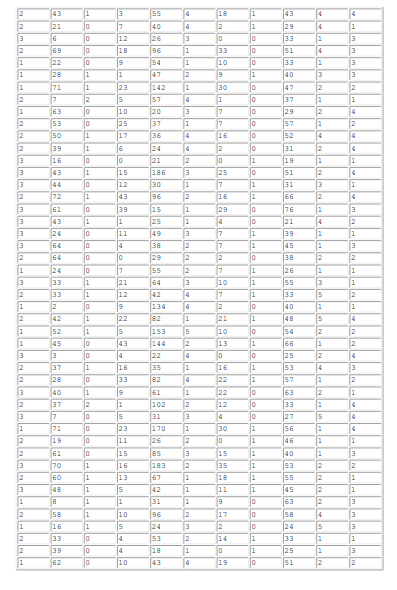 2 43 1 3 55 4 18 1 43 4 4
2 21 0 7 40 4 2 1 29 4 1
3 6 0 12 26 3 0 0 33 1 3
2 69 0 18 96 1 33 0 51 4 3
1 22 0 9 54 1 10 0 33 1 3
1 28 1 1 47 2 9 1 40 3 3
1 71 1 23 142 1 30 0 47 2 2
2 7 2 5 57 4 1 0 37 1 1
1 63 0 10 20 3 7 0 29 2 4
2 53 0 25 37 1 7 0 57 1 2
2 50 1 17 36 4 16 0 52 4 4
2 39 1 6 24 4 2 0 31 2 4
3 16 0 0 21 2 0 1 19 1 1
3 43 1 15 186 3 25 0 51 2 4
3 44 0 12 30 1 7 1 31 3 1
2 72 1 43 96 2 16 1 66 2 4
3 61 0 39 15 1 29 0 76 1 3
3 43 1 1 25 1 4 0 21 4 2
3 24 0 11 49 3 7 1 39 1 1
3 64 0 4 38 2 7 1 45 1 3
2 64 0 0 29 2 2 0 38 2 2
1 24 0 7 55 2 7 1 26 1 1
3 33 1 21 64 3 10 1 55 3 1
2 33 1 12 42 4 7 1 33 5 2
1 2 0 9 134 4 2 0 40 1 1
2 42 1 22 82 1 21 1 48 5 4
1 52 1 5 153 5 10 0 54 2 2
1 45 0 43 144 2 13 1 66 1 2
3 3 0 4 22 4 0 0 25 2 4
2 37 1 16 35 1 16 1 53 4 3
2 28 0 33 82 4 22 1 57 1 2
3 40 1 9 61 1 22 0 63 2 1
2 37 2 1 102 2 12 0 33 1 4
3 7 0 5 31 3 4 0 27 5 4
1 71 0 23 170 1 30 1 56 1 4
2 19 0 11 26 2 0 1 46 1 1
2 61 0 15 85 3 15 1 40 1 3
3 70 1 16 183 2 35 1 53 2 2
2 60 1 13 67 1 18 1 55 2 1
3 48 1 5 42 1 11 1 45 2 1
1 8 1 1 31 1 9 0 63 2 3
2 58 1 10 96 2 17 0 58 4 3
1 16 1 5 24 3 2 0 24 5 3
2 33 0 4 53 2 14 1 33 1 1
2 39 0 4 18 1 0 1 25 1 3
1 62 0 10 43 4 19 0 51 2 2